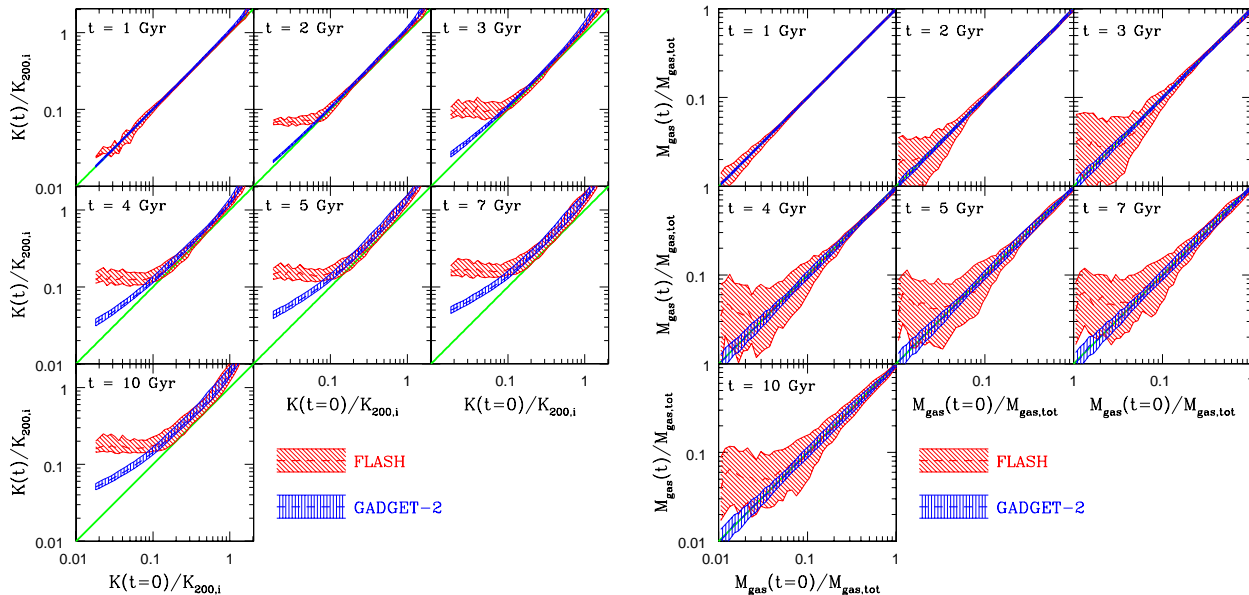 t = 1 Gyr
t = 2 Gyr
t = 3 Gyr
1
0.1
0.01
K(t)/K200,i
t = 4 Gyr
t = 5 Gyr
t = 7 Gyr
1
0.1
0.01
K(t)/K200,i
0.1
1
0.1
1
K(t=0)/K200,i
K(t=0)/K200,i
t = 10 Gyr
1
0.1
0.01
K(t)/K200,i
0.01
0.1
1
K(t=0)/K200,i
FLASH
GADGET-2
t = 1 Gyr
t = 2 Gyr
t = 3 Gyr
1
0.1
Mgas(t)/Mgas,tot
t = 4 Gyr
t = 5 Gyr
t = 7 Gyr
1
0.1
1
Mgas(t)/Mgas,tot
0.1
1
0.1
Mgas(t=0)/Mgas,tot
Mgas(t=0)/Mgas,tot
t = 10 Gyr
0.1
0.01
Mgas(t)/Mgas,tot
0.01
0.1
1
Mgas(t=0)/Mgas,tot
FLASH
GADGET-2